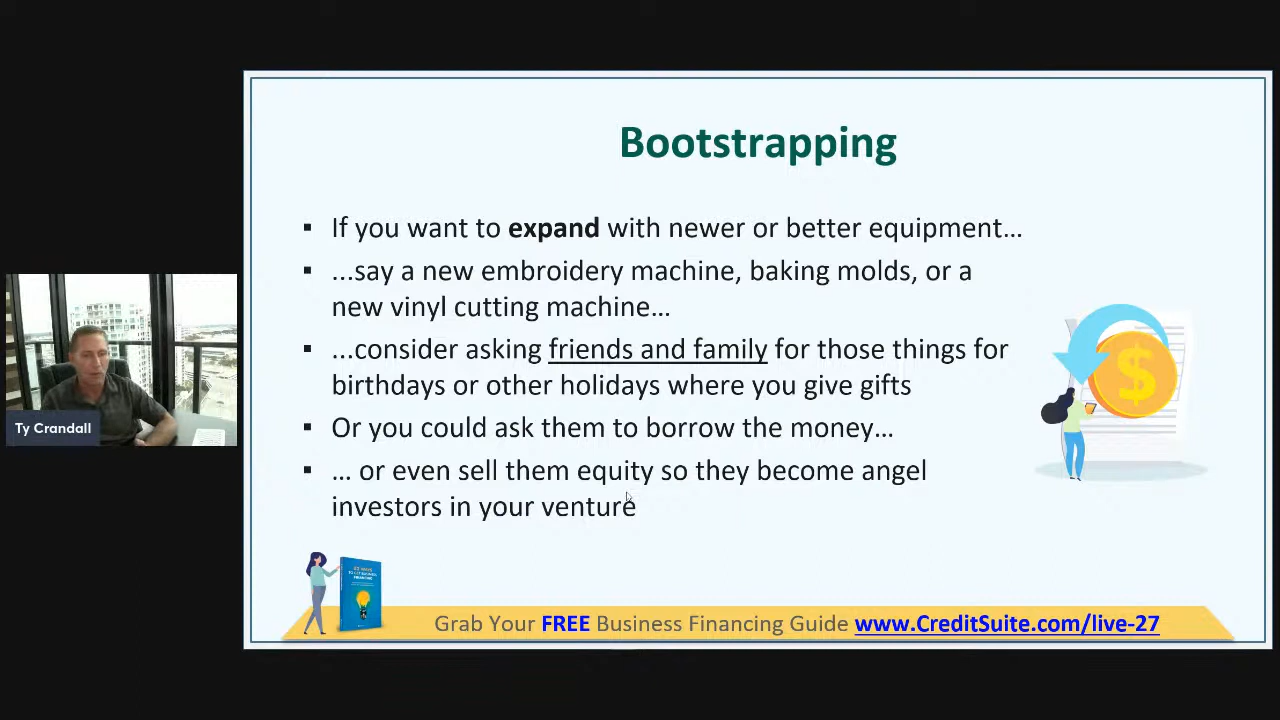 Bootstrapping
▪ If you want to expand with newer or better equipment…
▪ ...say a new embroidery machine, baking molds, or a
new vinyl cutting machine…
▪ ...consider asking friends and family for those things for
birthdays or other holidays where you give gifts
▪ Or you could ask them to borrow the money…
▪ … or even sell them equity so they become angel
investors in your venture
Ty Crandall
Grab Your FREE Business Financing Guide www.CreditSuite.com/live-27